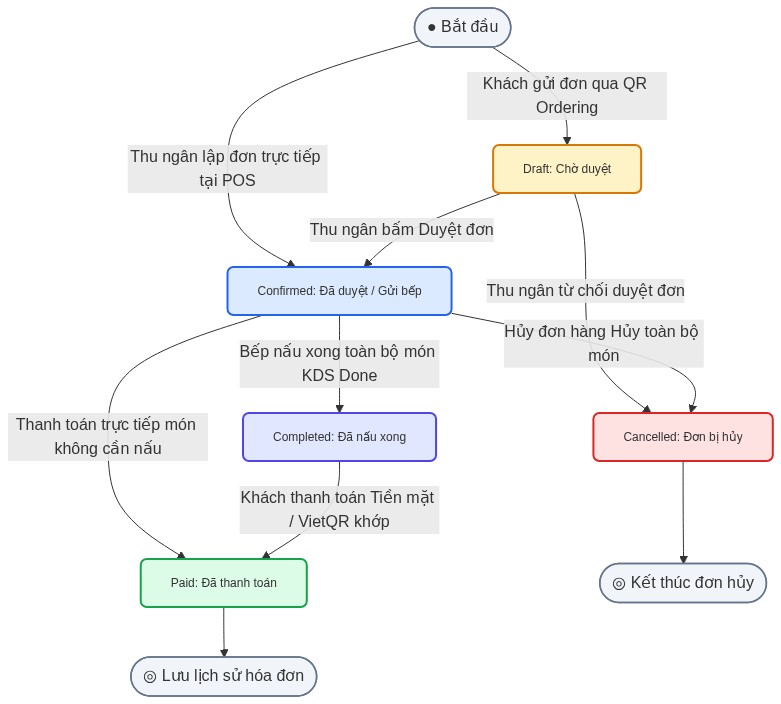 ● Bắt đầu
Khách gửi đơn qua QR
Ordering
Thu ngân lập đơn trực tiếp
tại POS
Draft: Chờ duyệt
Thu ngân bấm Duyệt đơn
Confirmed: Đã duyệt / Gửi bếp
Thu ngân từ chối duyệt đơn
Hủy đơn hàng Hủy toàn bộ
món
Bếp nấu xong toàn bộ món
KDS Done
Thanh toán trực tiếp món
không cần nấu
Completed: Đã nấu xong
Cancelled: Đơn bị hủy
Khách thanh toán Tiền mặt
/ VietQR khớp
Paid: Đã thanh toán
◎ Kết thúc đơn hủy
◎ Lưu lịch sử hóa đơn